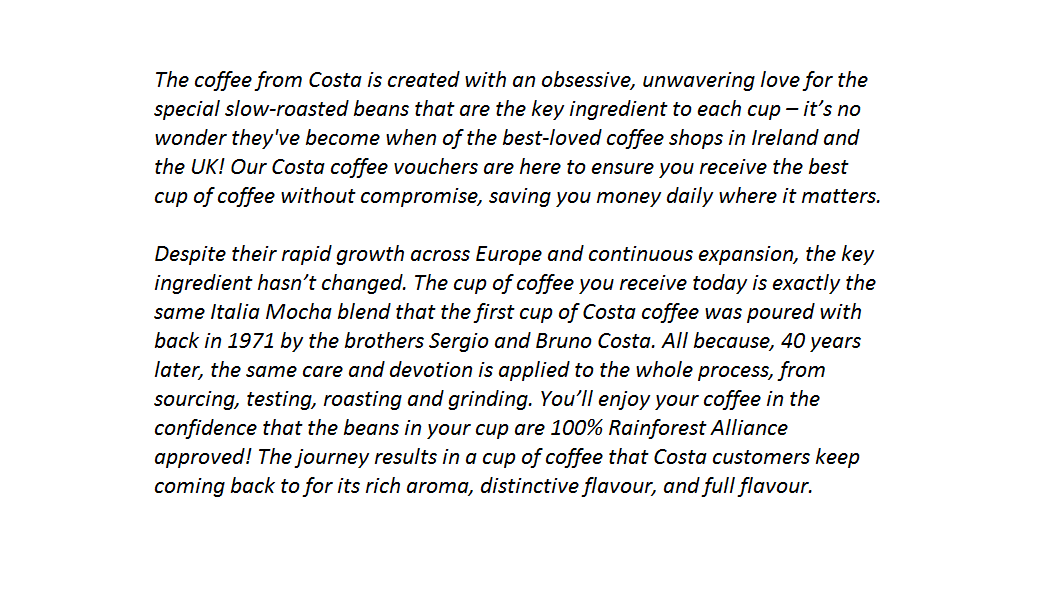 The coffee from Costa is created with an obsessive, unwavering love for the
special slow-roasted beans that are the key ingredient to each cup – it’s no
wonder they've become when of the best-loved coffee shops in Ireland and
the UK! Our Costa coffee vouchers are here to ensure you receive the best
cup of coffee without compromise, saving you money daily where it matters.
Despite their rapid growth across Europe and continuous expansion, the key
ingredient hasn’t changed. The cup of coffee you receive today is exactly the
same Italia Mocha blend that the first cup of Costa coffee was poured with
back in 1971 by the brothers Sergio and Bruno Costa. All because, 40 years
later, the same care and devotion is applied to the whole process, from
sourcing, testing, roasting and grinding. You’ll enjoy your coffee in the
confidence that the beans in your cup are 100% Rainforest Alliance
approved! The journey results in a cup of coffee that Costa customers keep
coming back to for its rich aroma, distinctive flavour, and full flavour.